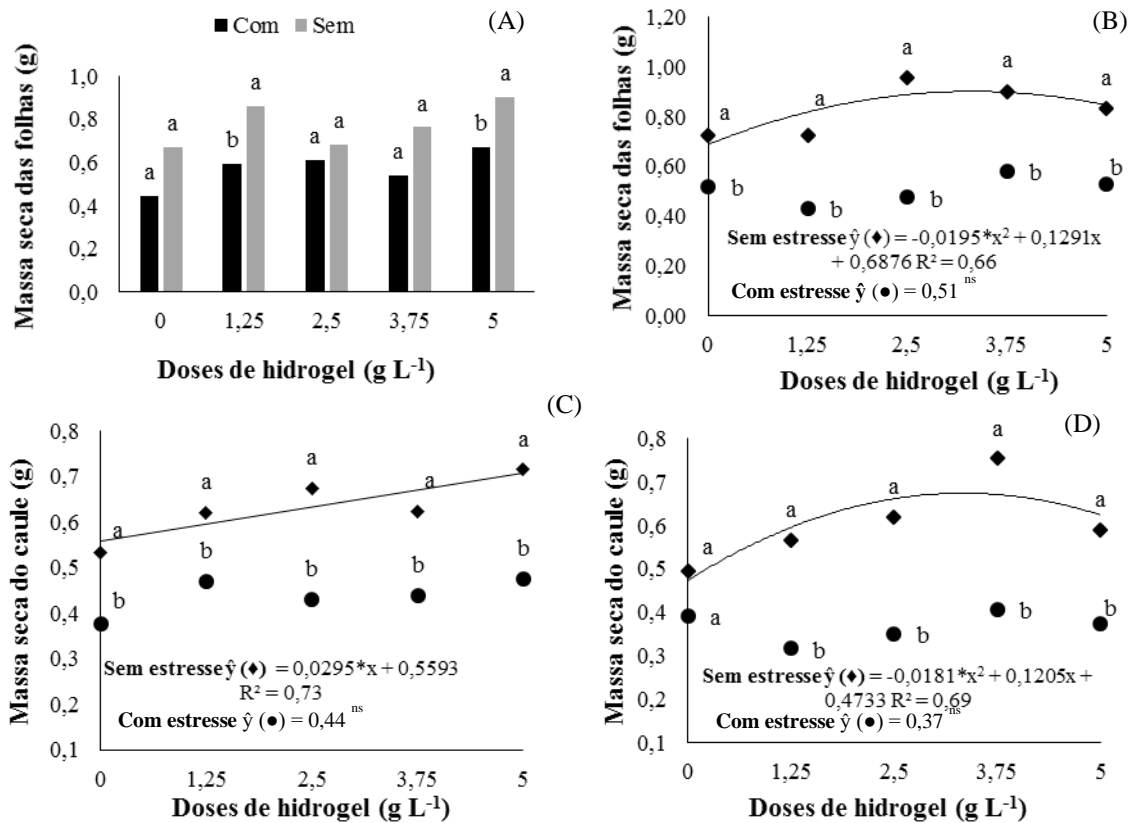 ■ Com ■ Sem
(A)
Massa seca das folhas (g)
1,0
0,8
0,6
0,4
0,2
0,0
a a b a a a a a b a
0 1,25 2,5 3,75 5
Doses de hidrogel (g L⁻¹)
(B)
Massa seca das folhas (g)
1,20
1,00
0,80
0,60
0,40
0,20
0,00
a a a a a
b b b b b
Sem estresse ŷ (♦) = -0,0195*x² + 0,1291x
+ 0,6876 R² = 0,66
Com estresse ŷ (●) = 0,51 ns
0 1,25 2,5 3,75 5
Doses de hidrogel (g L⁻¹)
(C)
Massa seca do caule (g)
0,8
0,7
0,6
0,5
0,4
0,3
0,2
0,1
a a a a a
b b b b b
Sem estresse ŷ (♦) = 0,0295*x + 0,5593
R² = 0,73
Com estresse ŷ (●) = 0,44 ns
0 1,25 2,5 3,75 5
Doses de hidrogel (g L⁻¹)
(D)
Massa seca do caule (g)
0,8
0,7
0,6
0,5
0,4
0,3
0,2
0,1
a a a a a
a b b b b
Sem estresse ŷ (♦) = -0,0181*x² + 0,1205x +
0,4733 R² = 0,69
Com estresse ŷ (●) = 0,37 ns
0 1,25 2,5 3,75 5
Doses de hidrogel (g L⁻¹)